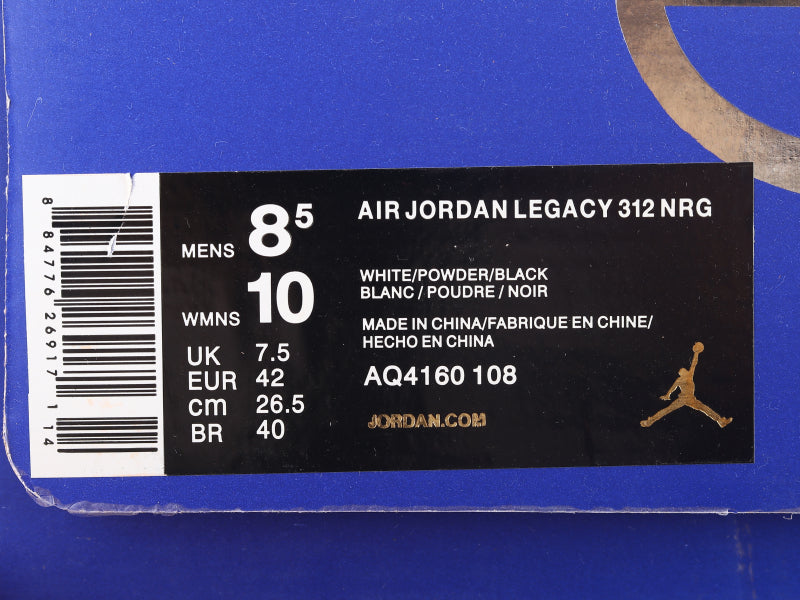 8 84776 26917 1 14
MENS 8 5
WMNS 10
UK 7.5
EUR 42
cm 26.5
BR 40
AIR JORDAN LEGACY 312 NRG
WHITE/POWDER/BLACK
BLANC / POUDRE / NOIR
MADE IN CHINA/FABRIQUE EN CHINE/
HECHO EN CHINA
AQ4160 108
JORDAN.COM